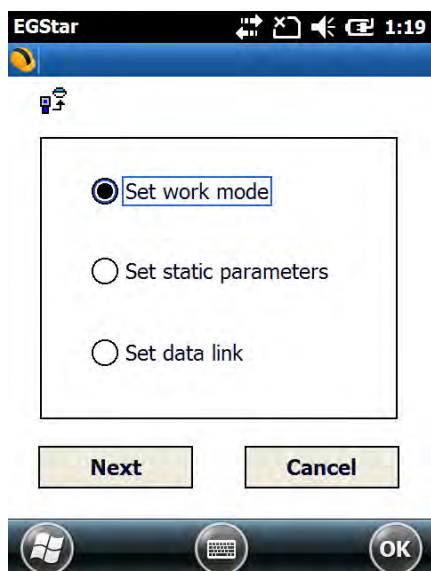 EGStar 1:19
Set work mode
Set static parameters
Set data link
Next Cancel
OK